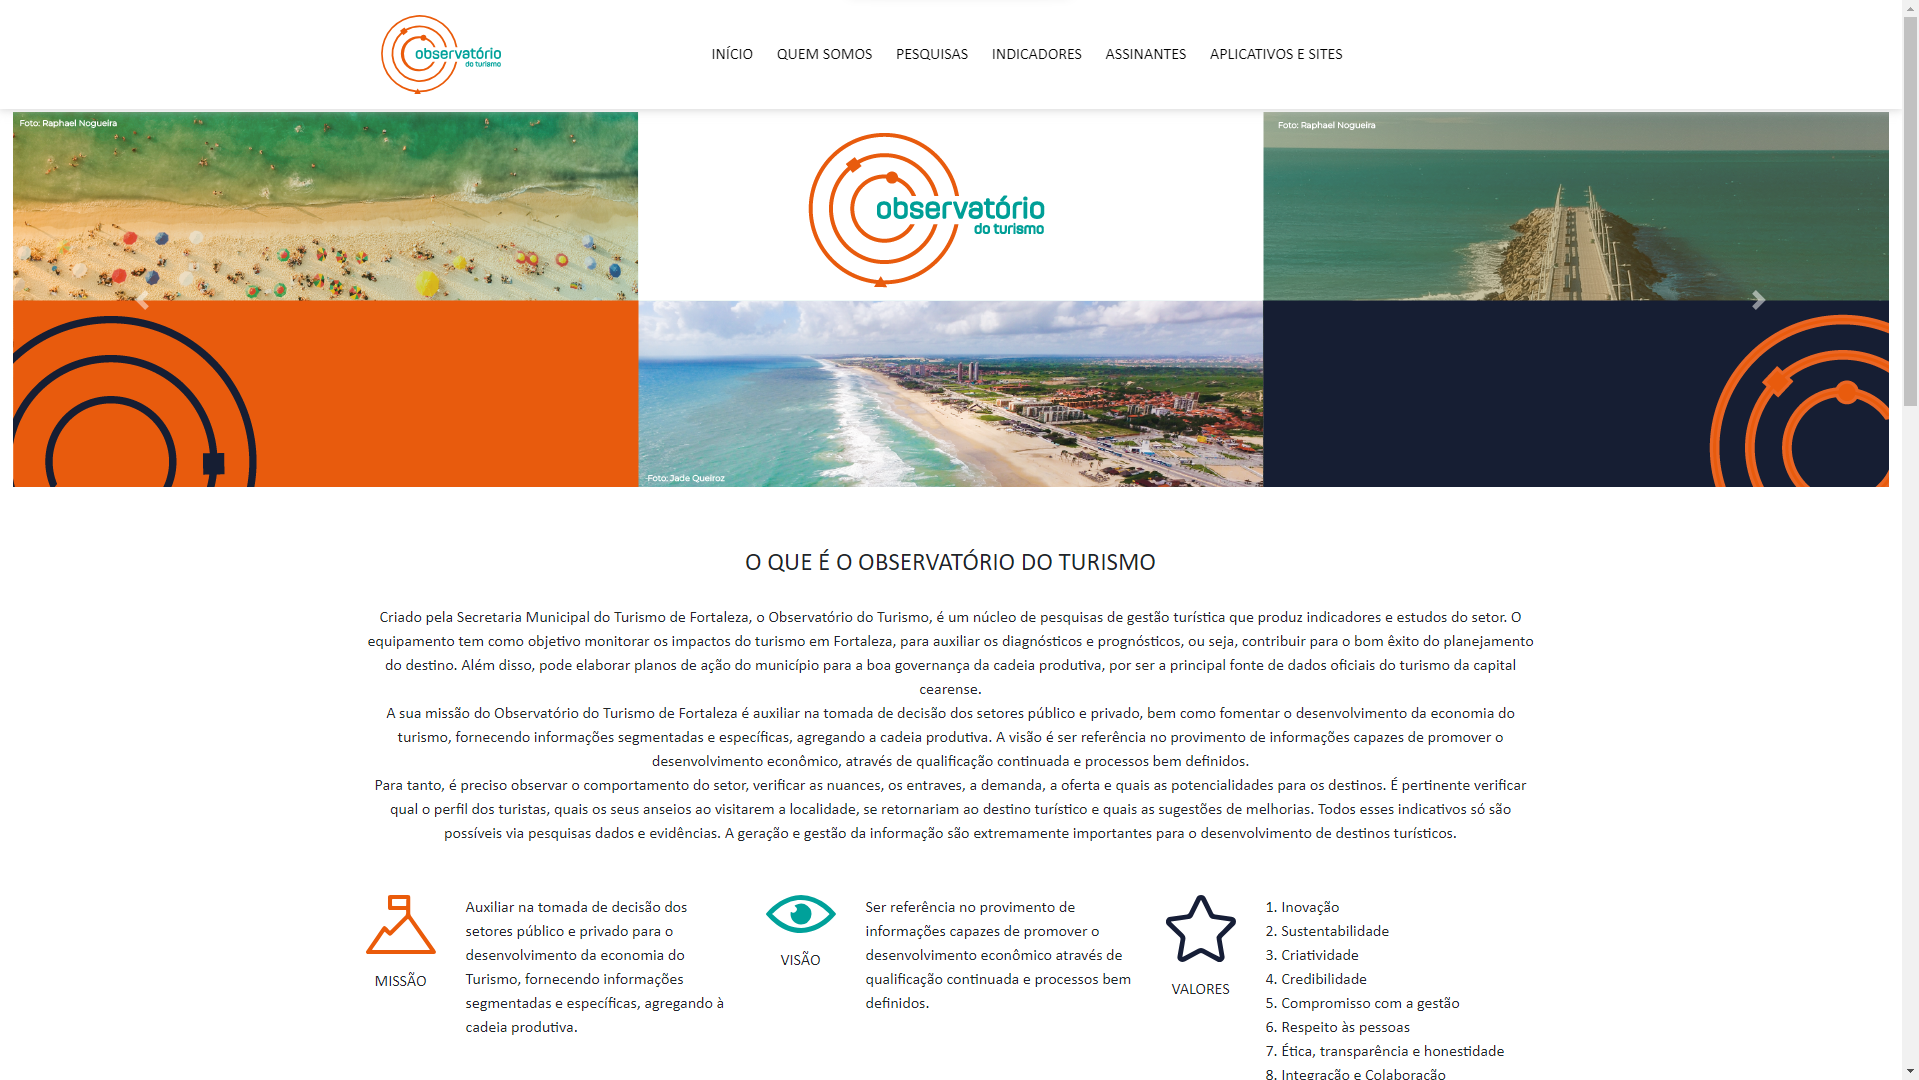 observatório
do turismo
INÍCIO QUEM SOMOS PESQUISAS INDICADORES ASSINANTES APLICATIVOS E SITES
Foto: Raphael Nogueira
observatório
do turismo
Foto: Raphael Nogueira
Foto: Jade Queiroz
O QUE É O OBSERVATÓRIO DO TURISMO
Criado pela Secretaria Municipal do Turismo de Fortaleza, o Observatório do Turismo, é um núcleo de pesquisas de gestão turística que produz indicadores e estudos do setor. O
equipamento tem como objetivo monitorar os impactos do turismo em Fortaleza, para auxiliar os diagnósticos e prognósticos, ou seja, contribuir para o bom êxito do planejamento
do destino. Além disso, pode elaborar planos de ação do município para a boa governança da cadeia produtiva, por ser a principal fonte de dados oficiais do turismo da capital
cearense.
A sua missão do Observatório do Turismo de Fortaleza é auxiliar na tomada de decisão dos setores público e privado, bem como fomentar o desenvolvimento da economia do
turismo, fornecendo informações segmentadas e específicas, agregando a cadeia produtiva. A visão é ser referência no provimento de informações capazes de promover o
desenvolvimento econômico, através de qualificação continuada e processos bem definidos.
Para tanto, é preciso observar o comportamento do setor, verificar as nuances, os entraves, a demanda, a oferta e quais as potencialidades para os destinos. É pertinente verificar
qual o perfil dos turistas, quais os seus anseios ao visitarem a localidade, se retornariam ao destino turístico e quais as sugestões de melhorias. Todos esses indicativos só são
possíveis via pesquisas dados e evidências. A geração e gestão da informação são extremamente importantes para o desenvolvimento de destinos turísticos.
MISSÃO
Auxiliar na tomada de decisão dos
setores público e privado para o
desenvolvimento da economia do
Turismo, fornecendo informações
segmentadas e específicas, agregando à
cadeia produtiva.
VISÃO
Ser referência no provimento de
informações capazes de promover o
desenvolvimento econômico através de
qualificação continuada e processos bem
definidos.
VALORES
1. Inovação
2. Sustentabilidade
3. Criatividade
4. Credibilidade
5. Compromisso com a gestão
6. Respeito às pessoas
7. Ética, transparência e honestidade
8. Integração e Colaboração